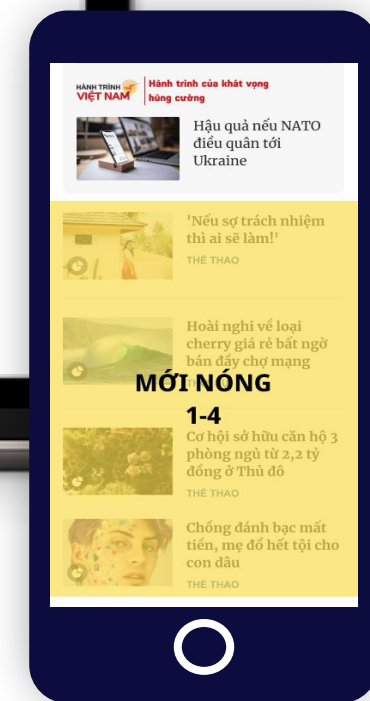 HÀNH TRÌNH
VIỆT NAM
Hành trình của khát vọng
hùng cường
Hậu quả nếu NATO
điều quân tới
Ukraine
'Nếu sợ trách nhiệm
thì ai sẽ làm!'
THỂ THAO
Hoài nghi về loại
cherry giá rẻ bất ngờ
bán đầy chợ mạng
MỚI NÓNG
1-4
Cơ hội sở hữu căn hộ 3
phòng ngủ từ 2,2 tỷ
đồng ở Thủ đô
THỂ THAO
Chồng đánh bạc mất
tiền, mẹ đổ hết tội cho
con dâu
THỂ THAO